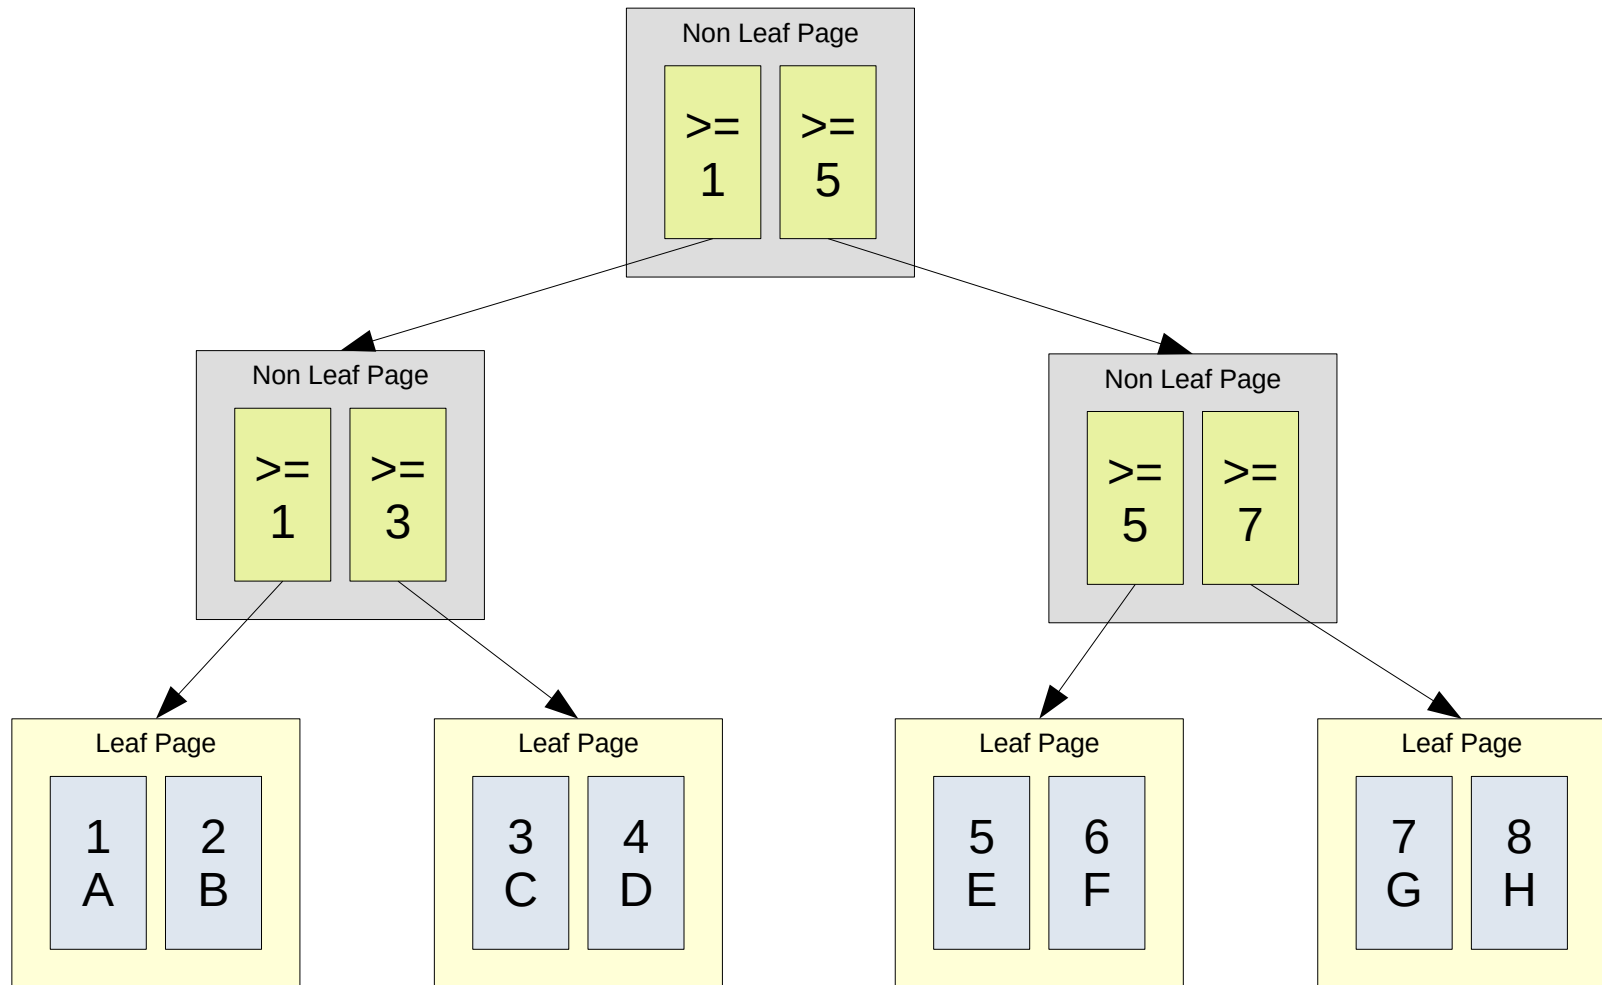 Non Leaf Page
>= >=
1 5
Non Leaf Page
>= >=
1 3
Non Leaf Page
>= >=
5 7
Leaf Page
1 2
A B
Leaf Page
3 4
C D
Leaf Page
5 6
E F
Leaf Page
7 8
G H